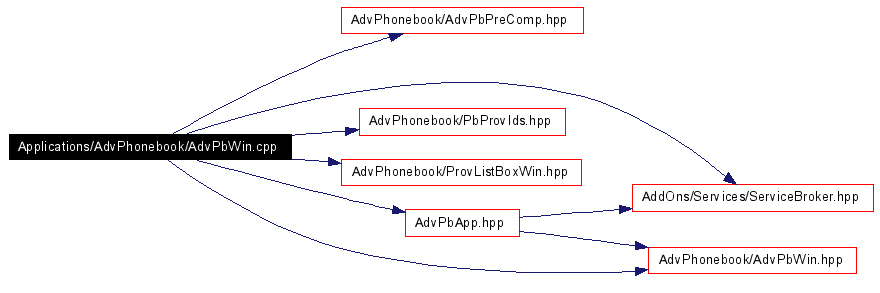 AdvPhonebook/AdvPbPreComp.hpp
AdvPhonebook/PbProvIds.hpp
Applications/AdvPhonebook/AdvPbWin.cpp
AdvPhonebook/ProvListBoxWin.hpp
AddOns/Services/ServiceBroker.hpp
AdvPbApp.hpp
AdvPhonebook/AdvPbWin.hpp